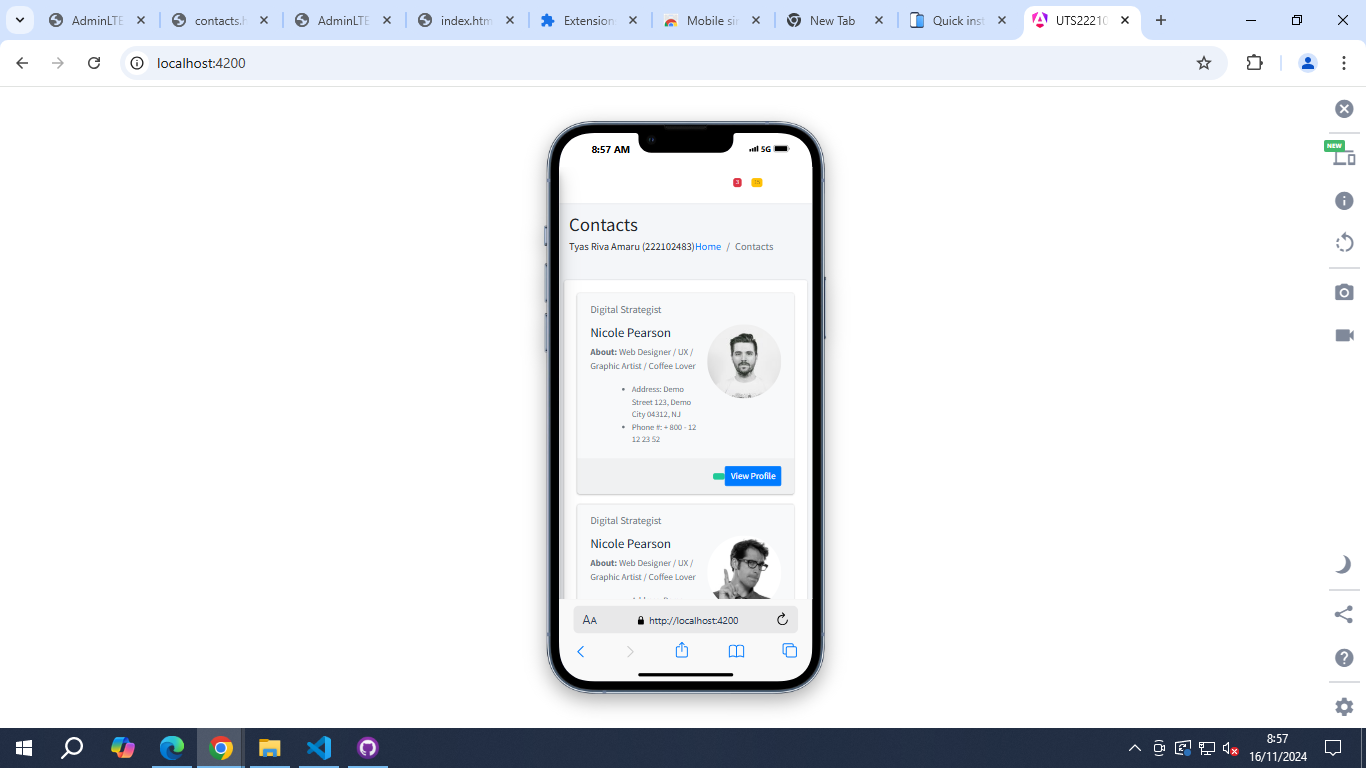 AdminLTE
contacts.h
AdminLTE
index.htm
Extension
Mobile sir
New Tab
Quick inst
UTS22210
localhost:4200
NEW
8:57 AM
5G
3
15
Contacts
Tyas Riva Amaru (222102483)Home / Contacts
Digital Strategist
Nicole Pearson
About: Web Designer / UX /
Graphic Artist / Coffee Lover
• Address: Demo
Street 123, Demo
City 04312, NJ
• Phone #: + 800 - 12
12 23 52
View Profile
Digital Strategist
Nicole Pearson
About: Web Designer / UX /
Graphic Artist / Coffee Lover
AA
http://localhost:4200
8:57
16/11/2024